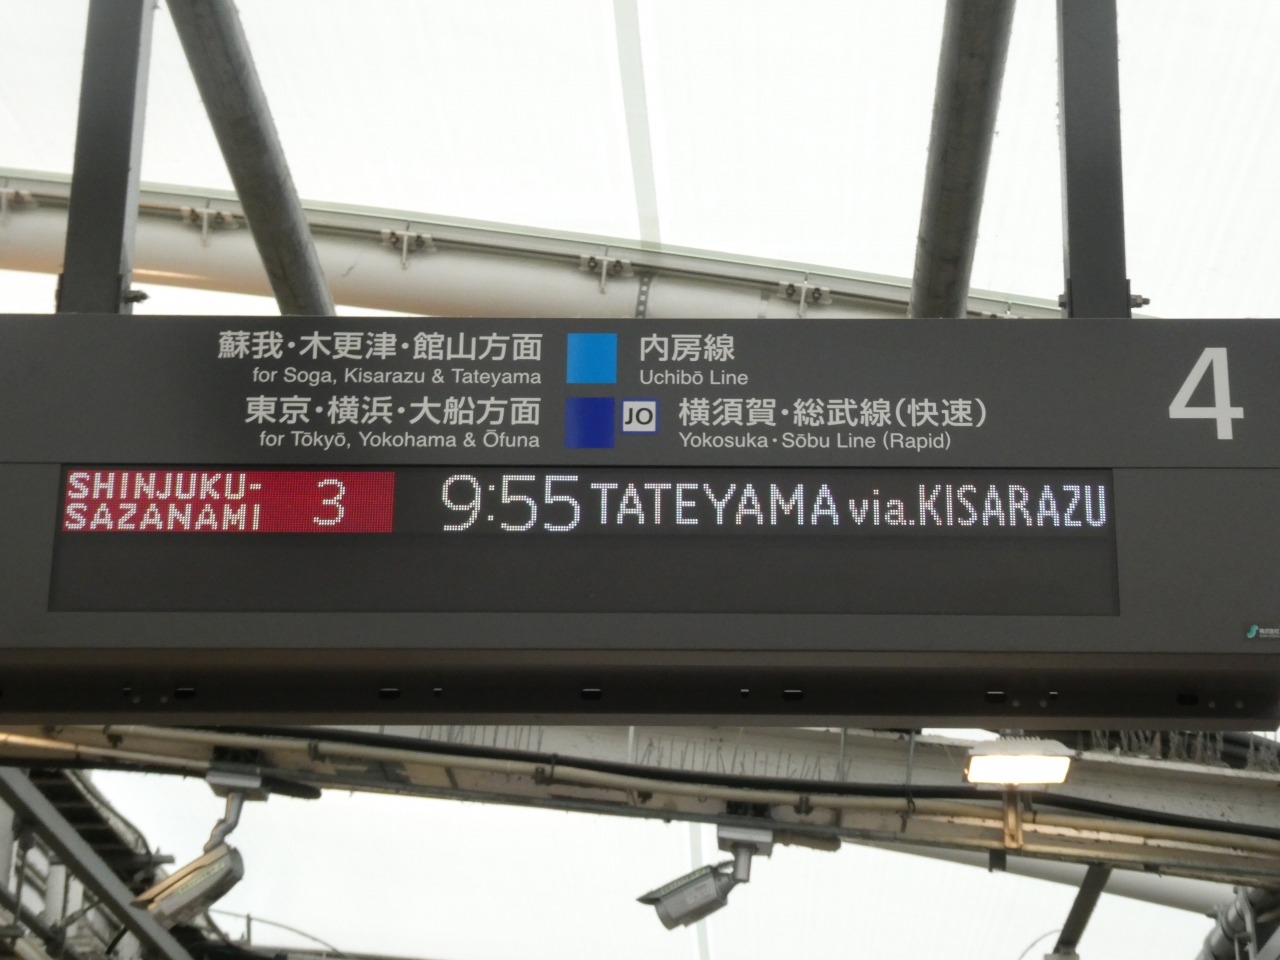 蘇我・木更津・館山方面 内房線
for Soga, Kisarazu & Tateyama Uchibō Line
東京・横浜・大船方面 JO 横須賀・総武線(快速)
for Tōkyō, Yokohama & Ōfuna Yokosuka・Sōbu Line (Rapid)
4
SHINJUKU-
SAZANAMI 3 9:55 TATEYAMA via.KISARAZU